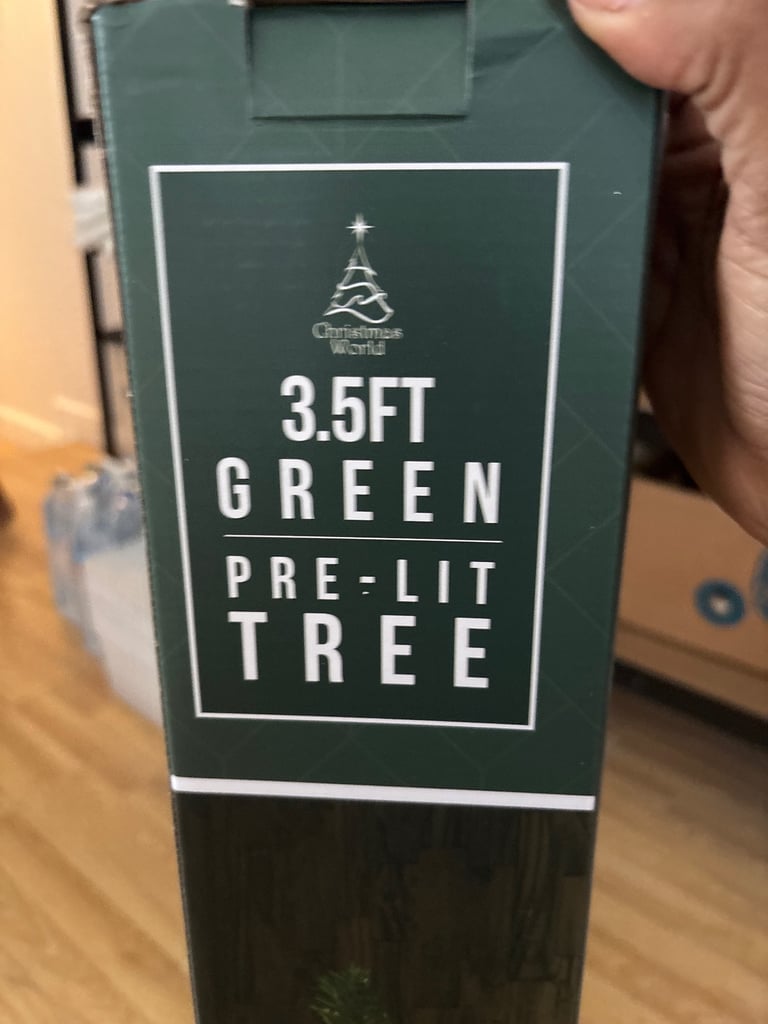 Christmas
World
3.5FT
GREEN
PRE-LIT
TREE